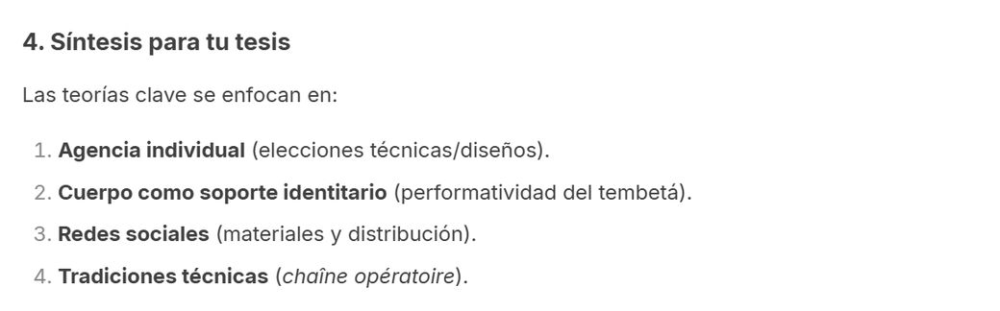 4. Síntesis para tu tesis
Las teorías clave se enfocan en:
1. Agencia individual (elecciones técnicas/diseños).
2. Cuerpo como soporte identitario (performatividad del tembetá).
3. Redes sociales (materiales y distribución).
4. Tradiciones técnicas (chaîne opératoire).